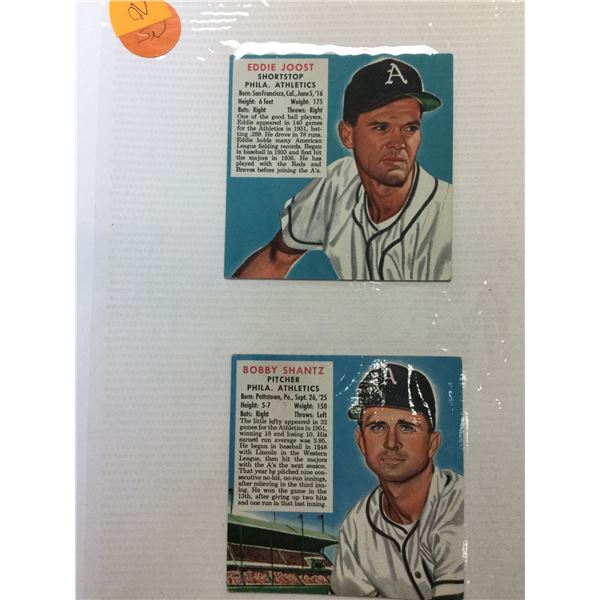 EDDIE JOOST
SHORTSTOP
PHILA. ATHLETICS
Born: San Francisco, Cal., June 5, '16
Height: 6 feet Weight: 175
Bats: Right Throws: Right
One of the good ball players,
Eddie appeared in 140 games
for the Athletics in 1951, bat-
ting .289. He drove in 78 runs.
Eddie holds many American
League fielding records. Began
in baseball in 1933 and first hit
the majors in 1936. He has
played with the Reds and
Braves before joining the A's.
A
BOBBY SHANTZ
PITCHER
PHILA. ATHLETICS
Born: Pottstown, Pa., Sept. 26, '25
Height: 5-7 Weight: 150
Bats: Right Throws: Left
The little lefty appeared in 32
games for the Athletics in 1951,
winning 18 and losing 10. His
earned run average was 3.95.
He began in baseball in 1948
with Lincoln in the Western
League, then hit the majors
with the A's the next season.
That year he pitched nine con-
secutive no-hit, no-run innings,
after relieving in the third inn-
ing. He won the game in the
13th, after giving up two hits
and one run in that last inning.
A